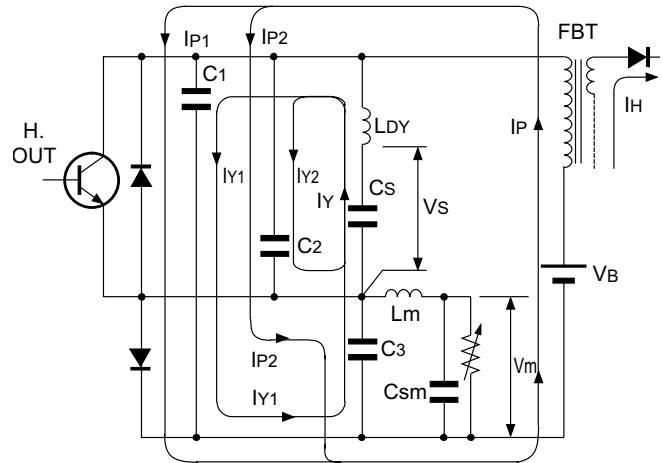 IP1
IP2
FBT
C1
H.
OUT
LDY
IP
IH
IY1
IY2
IY
CS
VS
C2
VB
Lm
IP2
C3
Vm
Csm
IY1